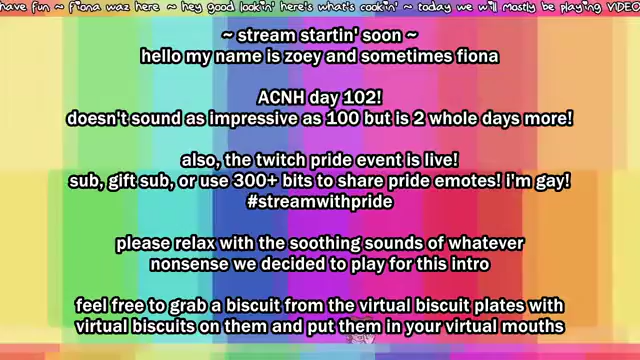 have fun ~ fiona waz here ~ hey good lookin' here's what's cookin' ~ today we will mostly be playing VIDEO
~ stream startin' soon ~
hello my name is zoey and sometimes fiona
ACNH day 102!
doesn't sound as impressive as 100 but is 2 whole days more!
also, the twitch pride event is live!
sub, gift sub, or use 300+ bits to share pride emotes! i'm gay!
#streamwithpride
please relax with the soothing sounds of whatever
nonsense we decided to play for this intro
feel free to grab a biscuit from the virtual biscuit plates with
virtual biscuits on them and put them in your virtual mouths